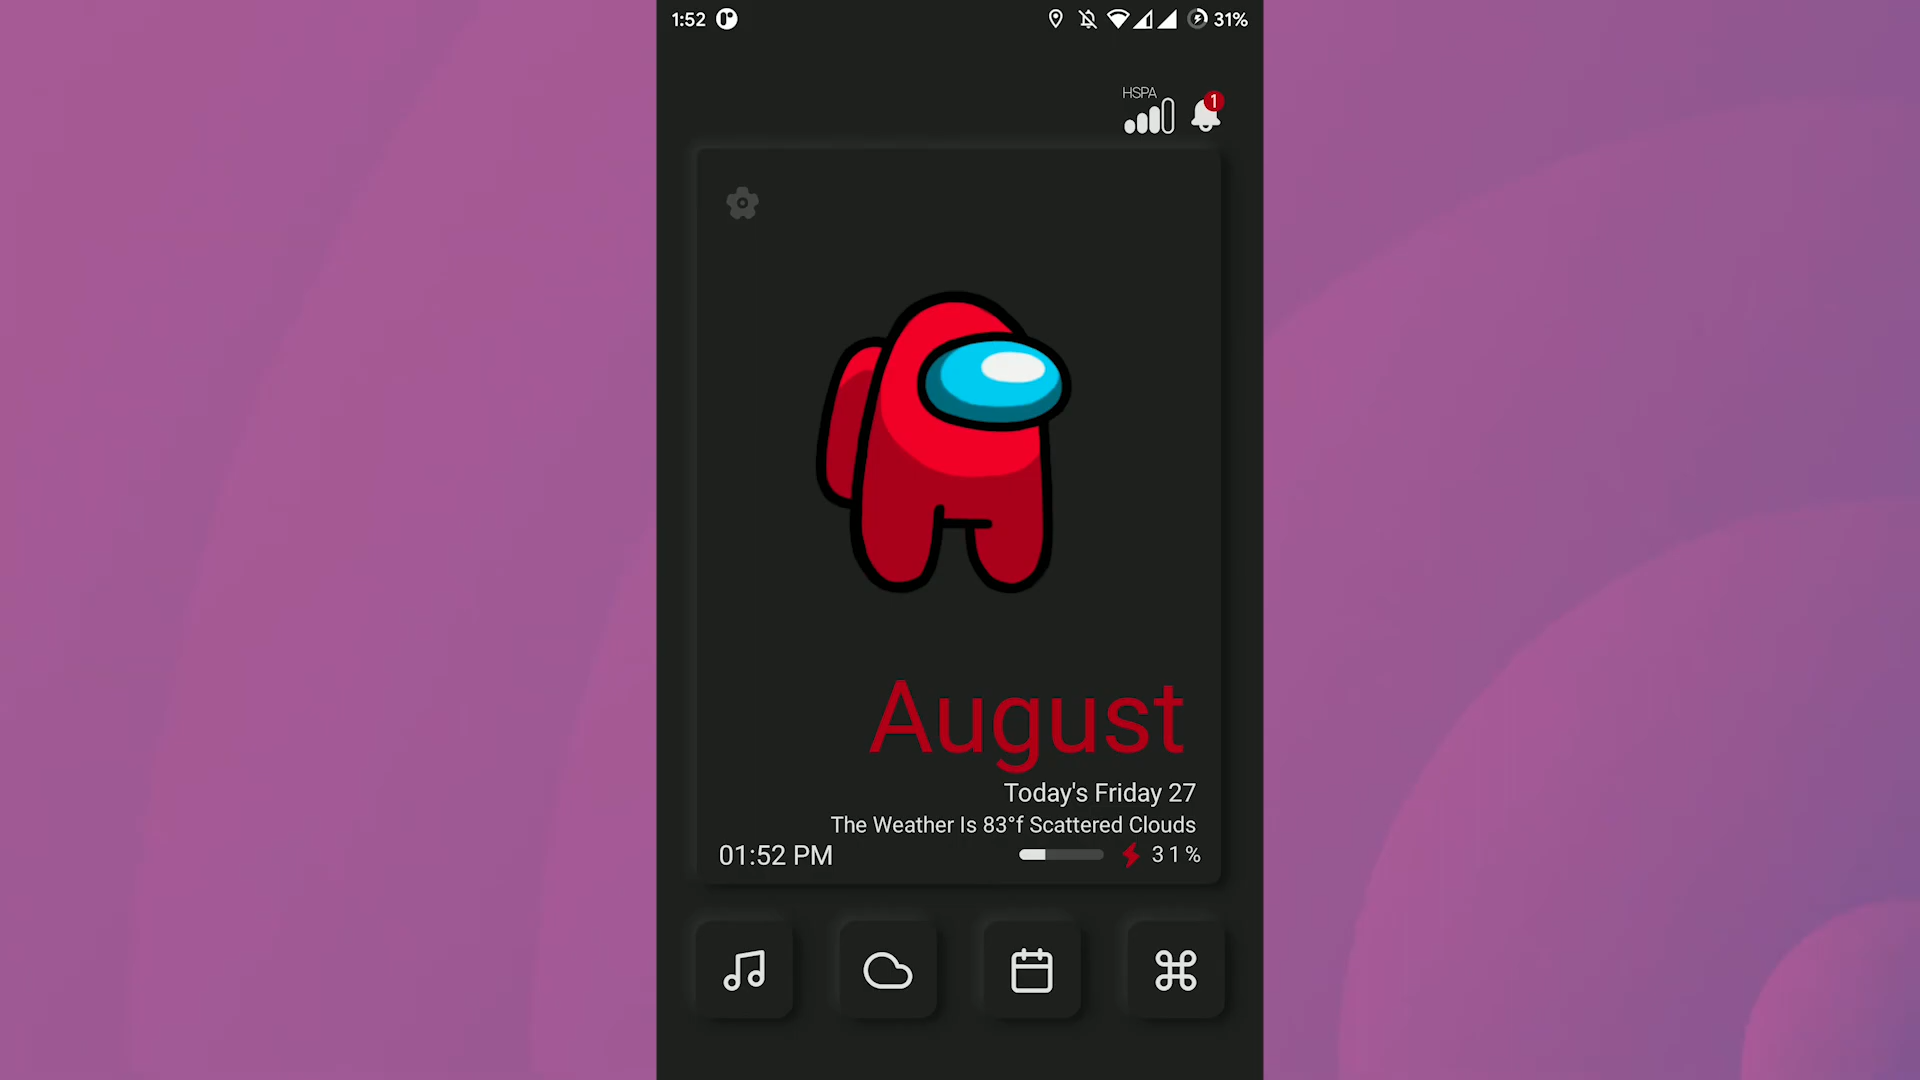 1:52
31%
HSPA
1
August
Today's Friday 27
The Weather Is 83°f Scattered Clouds
01:52 PM
31%